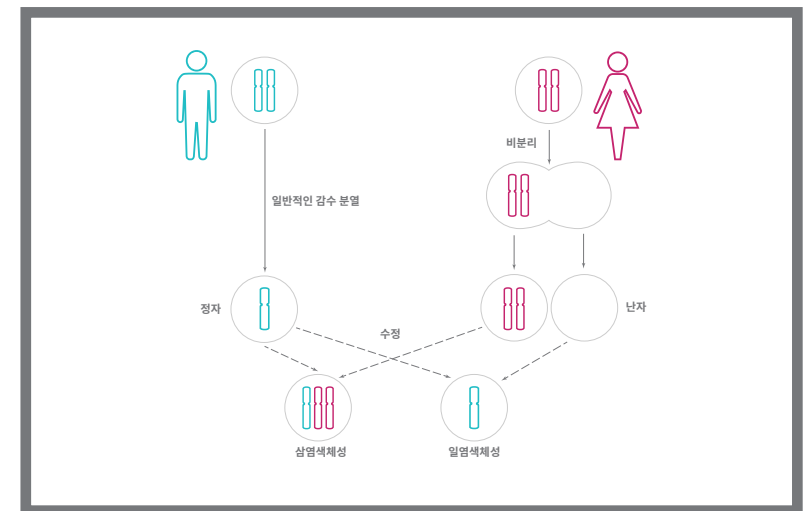 비분리
일반적인 감수 분열
정자
난자
수정
삼염색체성
일염색체성